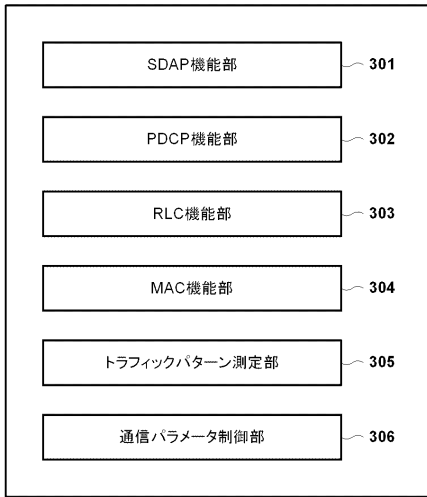 SDAP機能部 301
PDCP機能部 302
RLC機能部 303
MAC機能部 304
トラフィックパターン測定部 305
通信パラメータ制御部 306